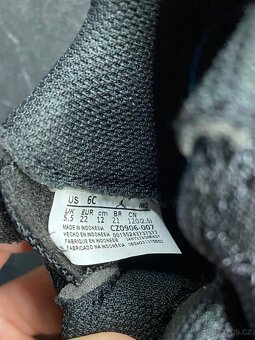 US 6C M2
UK EUR cm BR CN
5.5 22 12 21 120(2.5)
MADE IN INDONESIA CZ0906-007
HECHO EN INDONESIA
FABRIQUE EN INDONESIE
FABRICADO NA INDONESIA